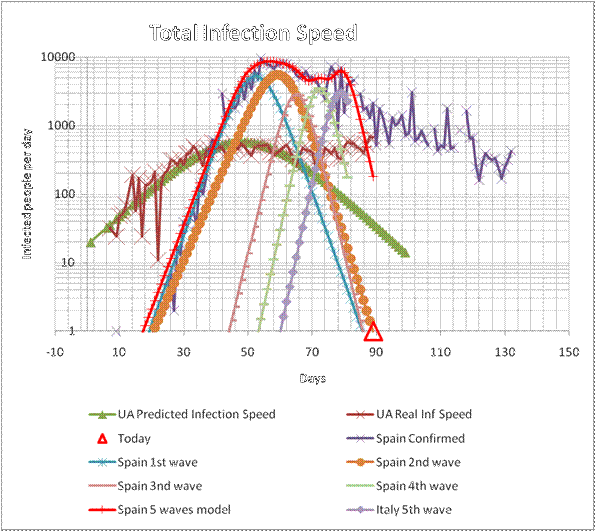 Total Infection Speed
10000
1000
100
10
1
Infected people per day
-10 10 30 50 70 90 110 130 150
Days
UA Predicted Infection Speed UA Real Inf Speed
Today Spain Confirmed
Spain 1st wave Spain 2nd wave
Spain 3nd wave Spain 4th wave
Spain 5 waves model Italy 5th wave